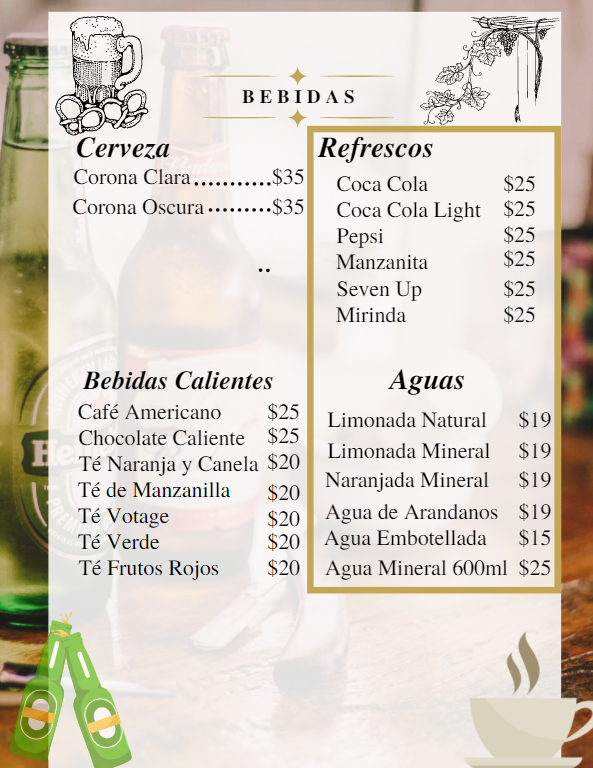 BEBIDAS
Cerveza
Corona Clara...........$35
Corona Oscura.........$35
..
Refrescos
Coca Cola $25
Coca Cola Light $25
Pepsi $25
Manzanita $25
Seven Up $25
Mirinda $25
Bebidas Calientes
Café Americano $25
Chocolate Caliente $25
Té Naranja y Canela $20
Té de Manzanilla $20
Té Votage $20
Té Verde $20
Té Frutos Rojos $20
Aguas
Limonada Natural $19
Limonada Mineral $19
Naranjada Mineral $19
Agua de Arandanos $19
Agua Embotellada $15
Agua Mineral 600ml $25